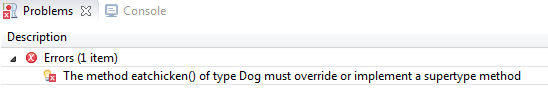 Problems Console
Description
Errors (1 item)
The method eatchicken() of type Dog must override or implement a supertype method